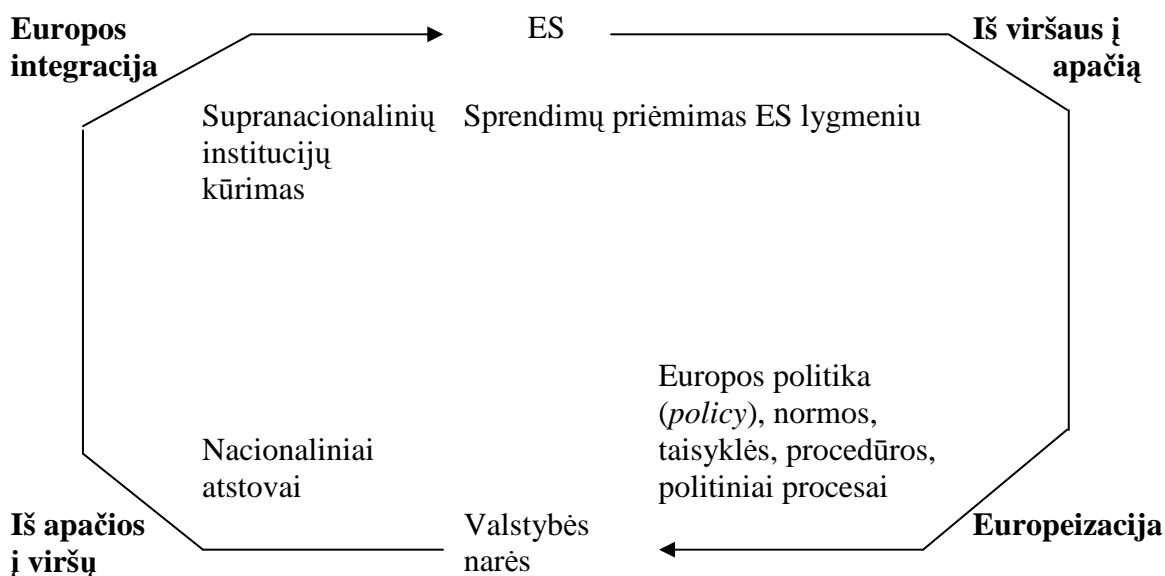 Europos
integracija
ES
Iš viršaus į
apačią
Supranacionalinių
institucijų
kūrimas
Sprendimų priėmimas ES lygmeniu
Europos politika
(policy), normos,
taisyklės, procedūros,
politiniai procesai
Nacionaliniai
atstovai
Iš apačios
į viršų
Valstybės
narės
Europeizacija